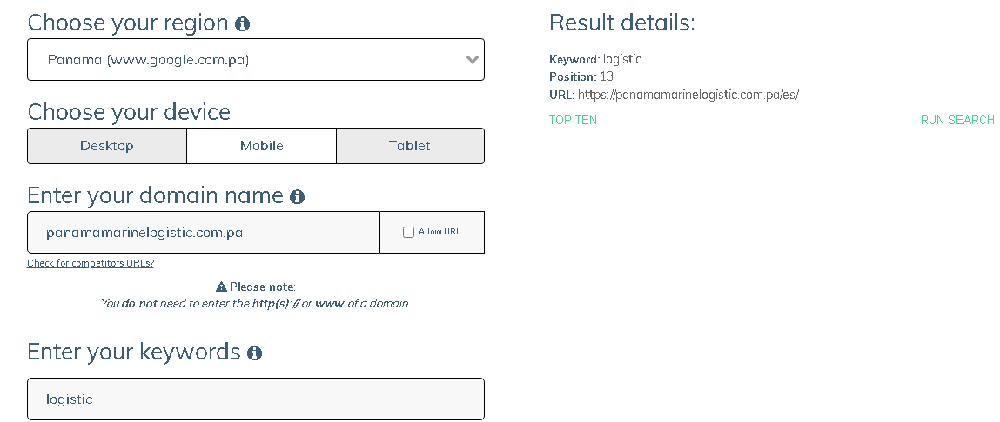 Choose your region
Panama (www.google.com.pa)
Choose your device
Desktop Mobile Tablet
Enter your domain name
panamamarinelogistic.com.pa
Allow URL
Check for competitors URLs?
Please note:
You do not need to enter the http(s):// or www. of a domain.
Enter your keywords
logistic
Result details:
Keyword: logistic
Position: 13
URL: https://panamamarinelogistic.com.pa/es/
TOP TEN RUN SEARCH